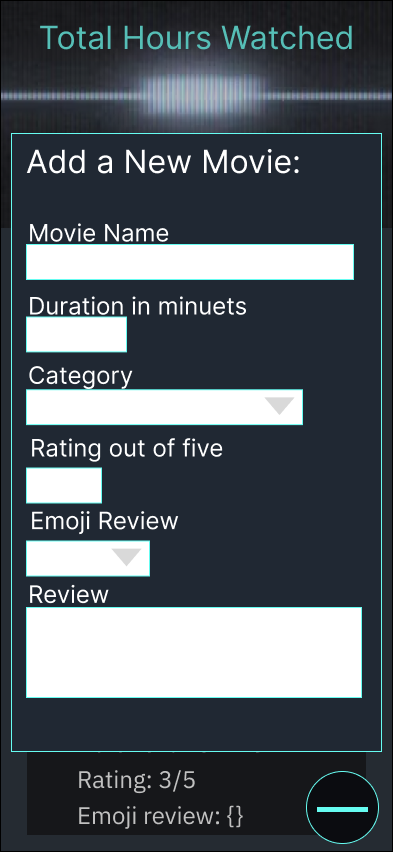 Total Hours Watched
Add a New Movie:
Movie Name
Duration in minuets
Category
Rating out of five
Emoji Review
Review
Rating: 3/5
Emoji review: {}